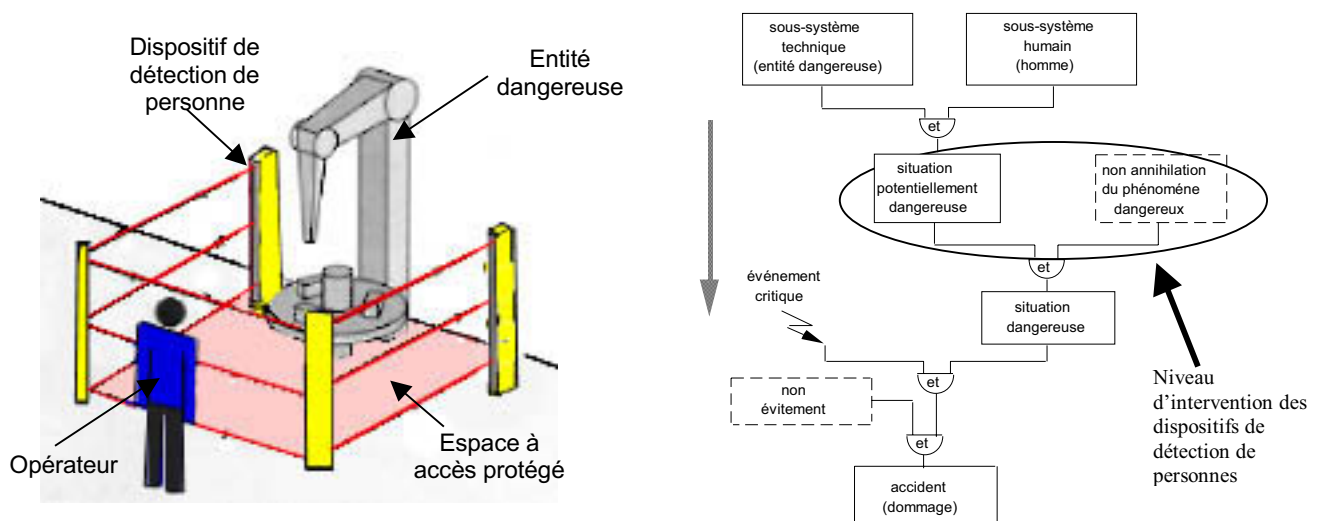 Dispositif de
détection de
personne
Entité
dangereuse
Opérateur
Espace à
accès protégé
sous-système
technique
(entité dangereuse)
sous-système
humain
(homme)
et
situation
potentiellement
dangereuse
non annihilation
du phénoméne
dangereux
et
événement
critique
situation
dangereuse
et
non
évitement
et
accident
(dommage)
Niveau
d'intervention des
dispositifs de
détection de
personnes